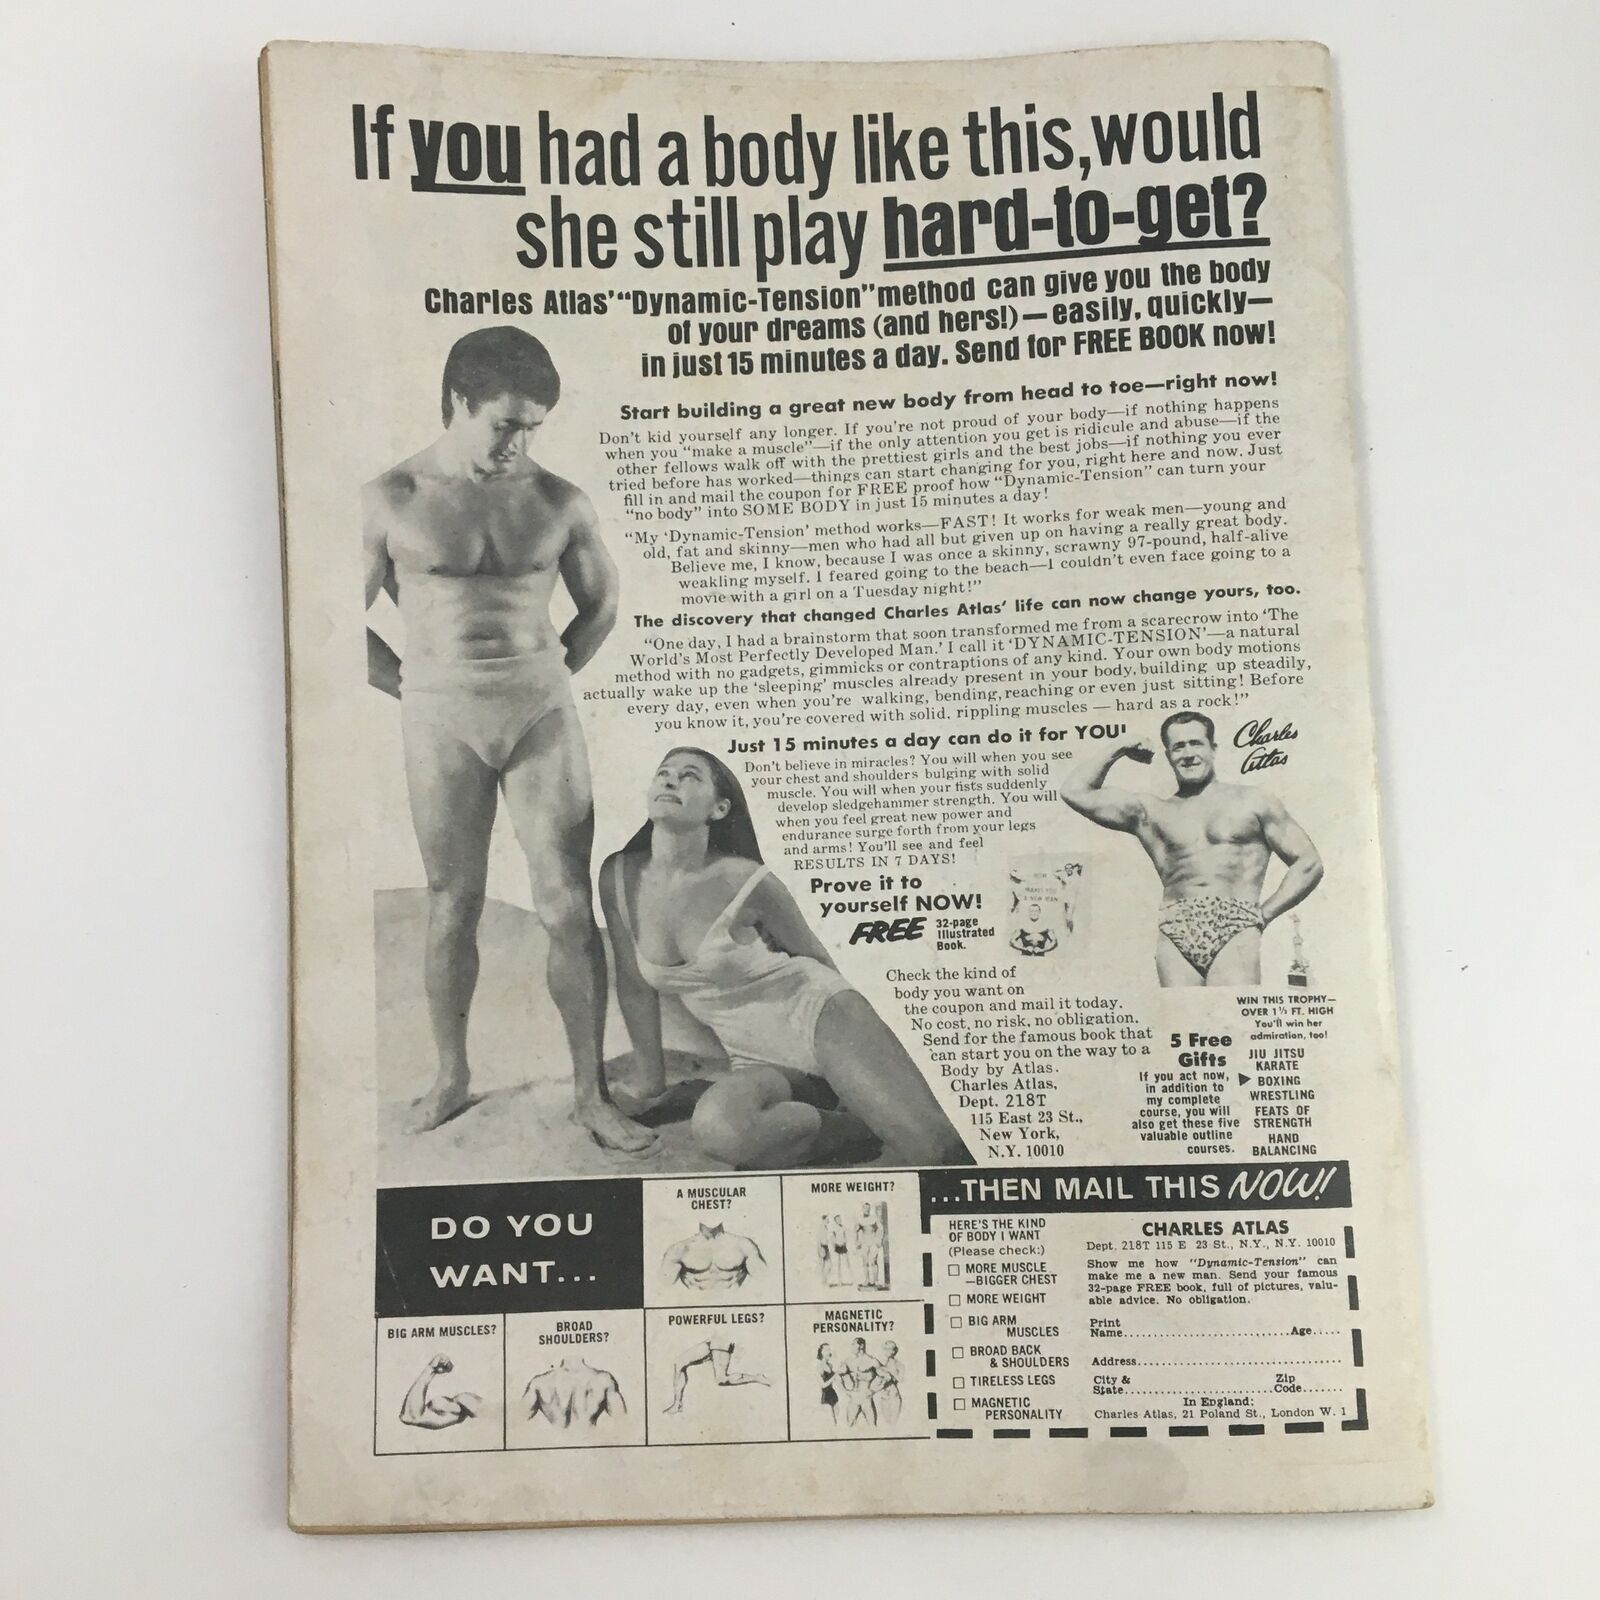 If you had a body like this, would
she still play hard-to-get?
Charles Atlas' "Dynamic-Tension" method can give you the body
of your dreams (and hers!)—easily, quickly—
in just 15 minutes a day. Send for FREE BOOK now!
Start building a great new body from head to toe—right now!
Don't kid yourself any longer. If you're not proud of your body—if nothing happens
when you "make a muscle"—if the only attention you get is ridicule and abuse—if the
other fellows walk off with the prettiest girls and the best jobs—if nothing you ever
tried before has worked—things can start changing for you, right here and now. Just
fill in and mail the coupon for FREE proof how "Dynamic-Tension" can turn your
"no body" into SOME BODY in just 15 minutes a day!
"My 'Dynamic-Tension' method works—FAST! It works for weak men—young and
old, fat and skinny—men who had all but given up on having a really great body.
Believe me, I know, because I was once a skinny, scrawny 97-pound, half-alive
weakling myself. I feared going to the beach—I couldn't even face going to a
movie with a girl on a Tuesday night!"
The discovery that changed Charles Atlas' life can now change yours, too.
"One day, I had a brainstorm that soon transformed me from a scarecrow into 'The
World's Most Perfectly Developed Man.' I call it 'DYNAMIC-TENSION'—a natural
method with no gadgets, gimmicks or contraptions of any kind. Your own body motions
actually wake up the 'sleeping' muscles already present in your body, building up steadily,
every day, even when you're walking, bending, reaching or even just sitting! Before
you know it, you're covered with solid, rippling muscles — hard as a rock!"
Just 15 minutes a day can do it for YOU!
Don't believe in miracles? You will when you see
your chest and shoulders bulging with solid
muscle. You will when your fists suddenly
develop sledgehammer strength. You will
when you feel great new power and
endurance surge forth from your legs
and arms! You'll see and feel
RESULTS IN 7 DAYS!
Charles
Atlas
Prove it to
yourself NOW!
FREE 32-page
Illustrated
Book.
Check the kind of
body you want on
the coupon and mail it today.
No cost, no risk, no obligation.
Send for the famous book that
can start you on the way to a
Body by Atlas.
Charles Atlas,
Dept. 218T
115 East 23 St.,
New York,
N.Y. 10010
WIN THIS TROPHY—
OVER 1½ FT. HIGH
You'll win her
admiration, too!
5 Free
Gifts
If you act now,
in addition to
my complete
course, you will
also get these five
valuable outline
courses.
JIU JITSU
KARATE
BOXING
WRESTLING
FEATS OF
STRENGTH
HAND
BALANCING
DO YOU
WANT...
A MUSCULAR
CHEST?
MORE WEIGHT?
BIG ARM MUSCLES?
BROAD
SHOULDERS?
POWERFUL LEGS?
MAGNETIC
PERSONALITY?
...THEN MAIL THIS NOW!
HERE'S THE KIND
OF BODY I WANT
(Please check:)
MORE MUSCLE
—BIGGER CHEST
MORE WEIGHT
BIG ARM
MUSCLES
BROAD BACK
& SHOULDERS
TIRELESS LEGS
MAGNETIC
PERSONALITY
CHARLES ATLAS
Dept. 218T 115 E 23 St., N.Y., N.Y. 10010
Show me how "Dynamic-Tension" can
make me a new man. Send your famous
32-page FREE book, full of pictures, valu-
able advice. No obligation.
Print
Name..........................Age.....
Address................................
City &
State.......................
Zip
Code.......
In England:
Charles Atlas, 21 Poland St., London W. 1